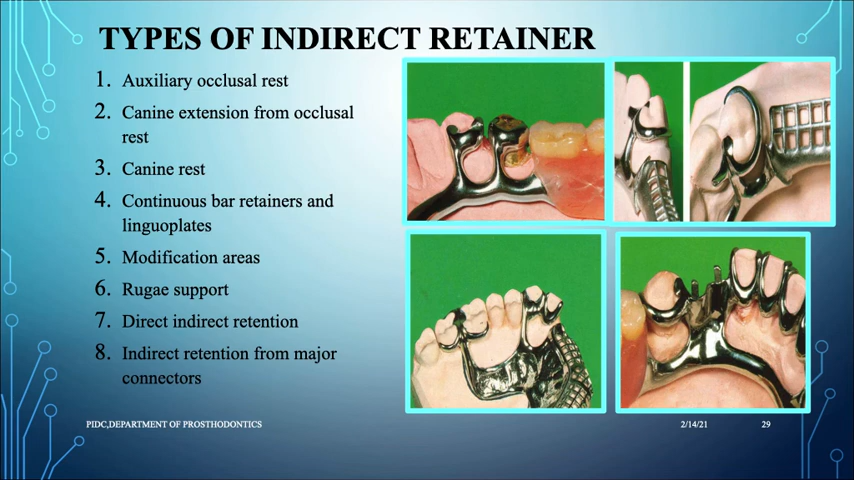 TYPES OF INDIRECT RETAINER
1. Auxiliary occlusal rest
2. Canine extension from occlusal
rest
3. Canine rest
4. Continuous bar retainers and
linguoplates
5. Modification areas
6. Rugae support
7. Direct indirect retention
8. Indirect retention from major
connectors
PIDC,DEPARTMENT OF PROSTHODONTICS
2/14/21
29